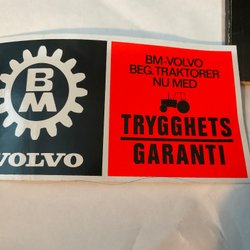 BM
VOLVO
BM-VOLVO
BEG. TRAKTORER
NU MED
TRYGGHETS
GARANTI